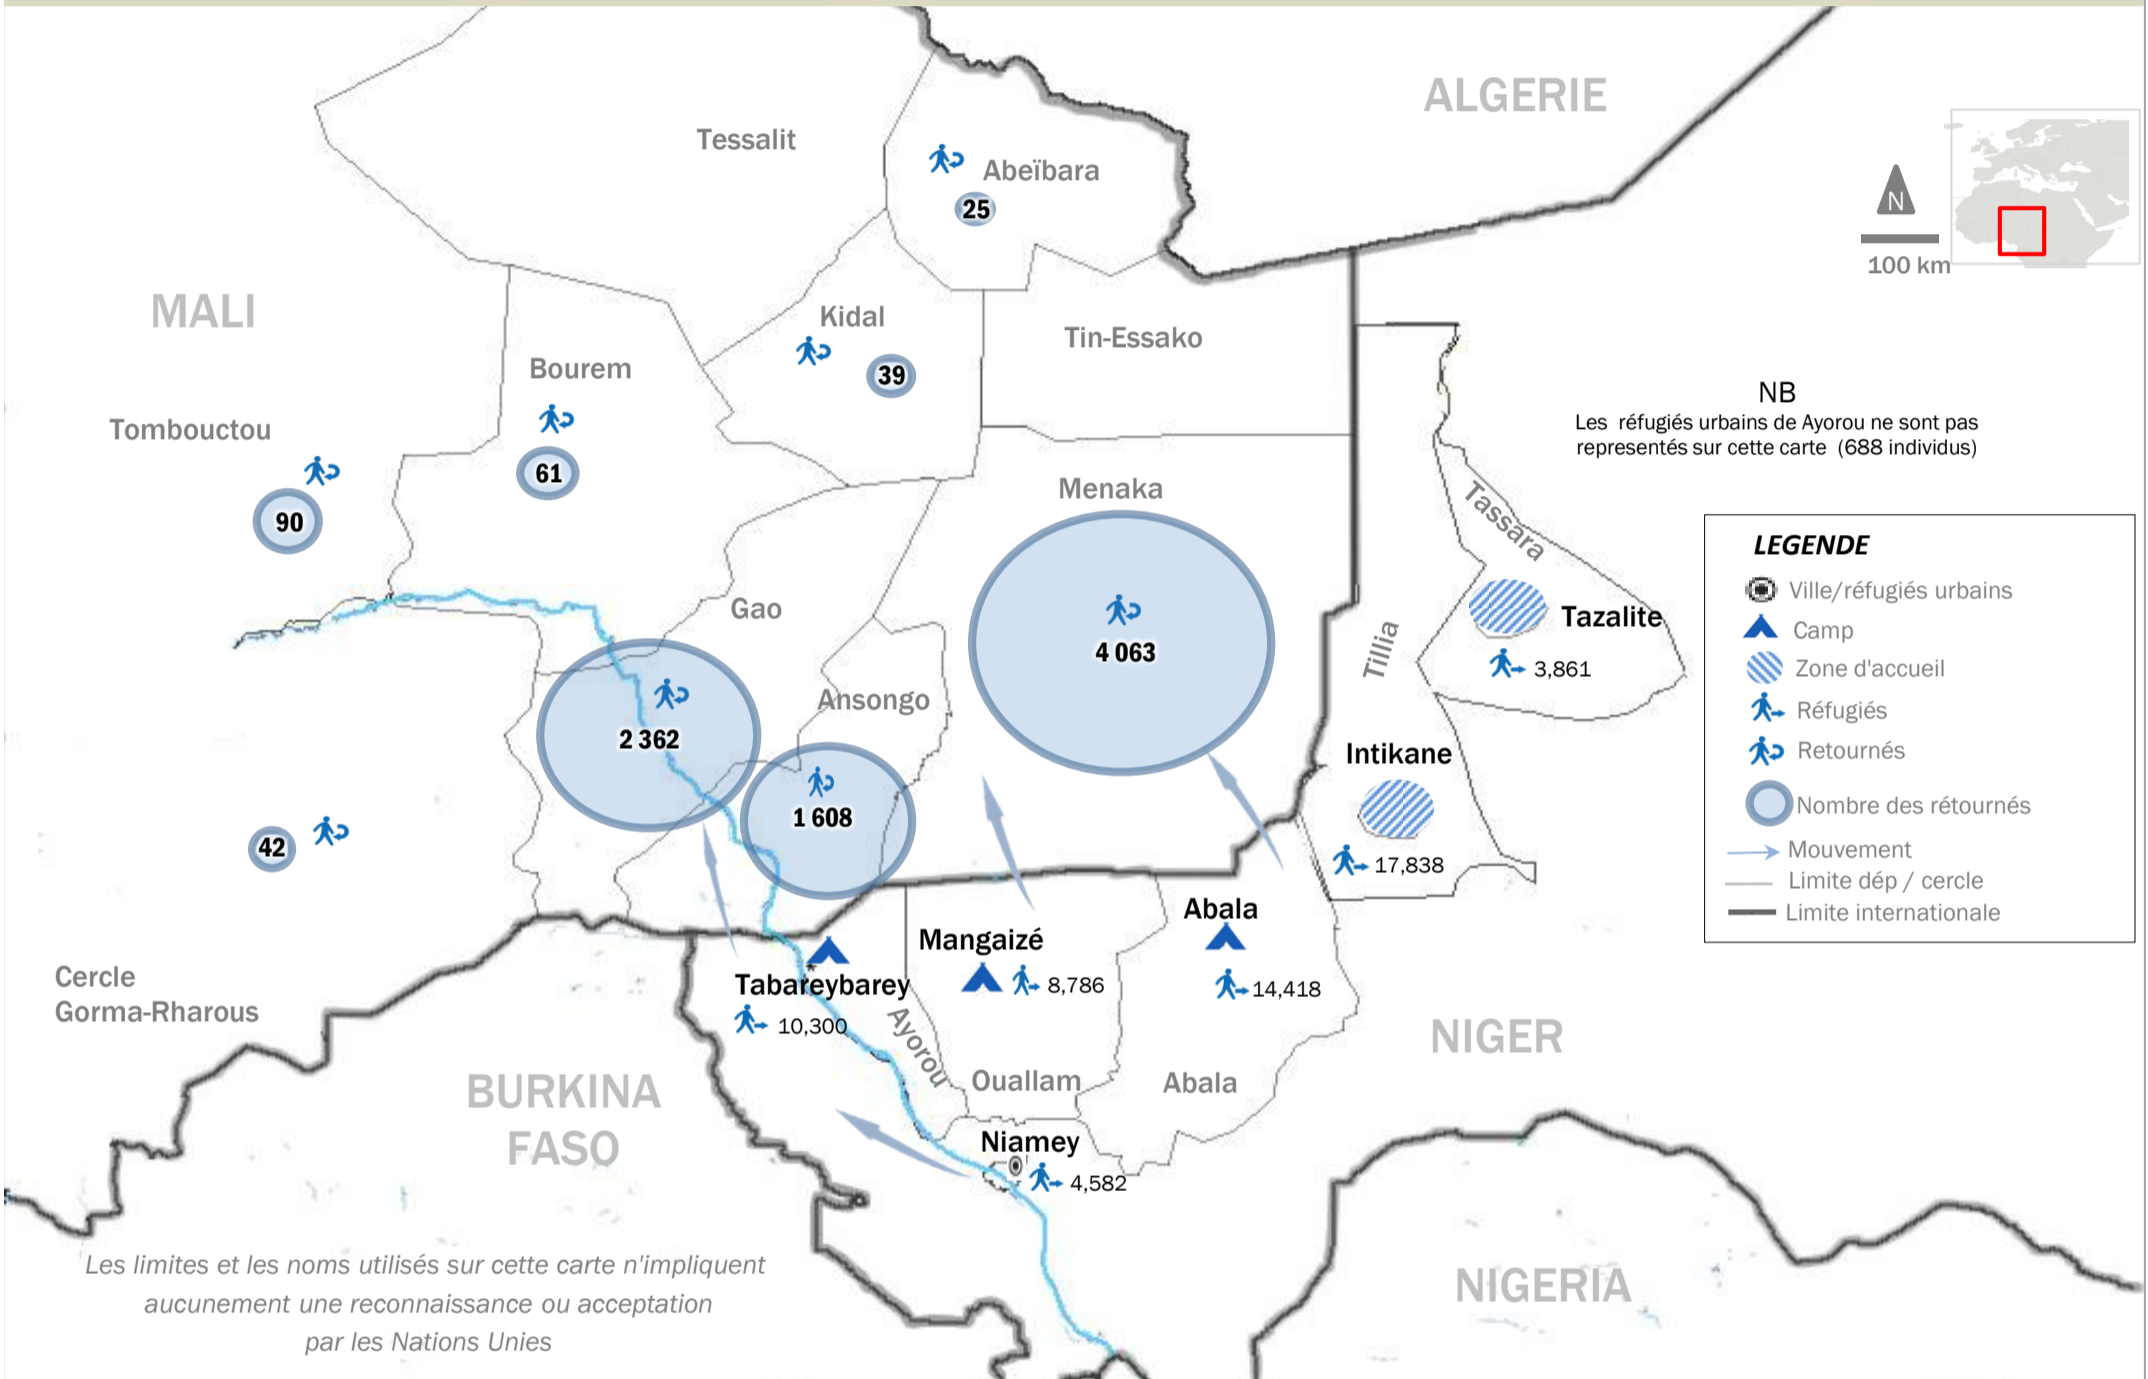 ALGERIE
Tessalit
Abeïbara
25
N
100 km
MALI
Kidal
39
Tin-Essako
Bourem
61
Tombouctou
90
NB
Les réfugiés urbains de Ayorou ne sont pas
representés sur cette carte (688 individus)
Menaka
4 063
Tassara
Tazalite
3,861
Tillia
Gao
2 362
Ansongo
1 608
Intikane
17,838
42
LEGENDE
Ville/réfugiés urbains
Camp
Zone d'accueil
Réfugiés
Retournés
Nombre des rétournés
Mouvement
Limite dép / cercle
Limite internationale
Abala
14,418
Mangaizé
8,786
Tabareybarey
10,300
Ayorou
Cercle
Gorma-Rharous
NIGER
BURKINA
FASO
Ouallam
Abala
Niamey
4,582
NIGERIA
Les limites et les noms utilisés sur cette carte n'impliquent
aucunement une reconnaissance ou acceptation
par les Nations Unies